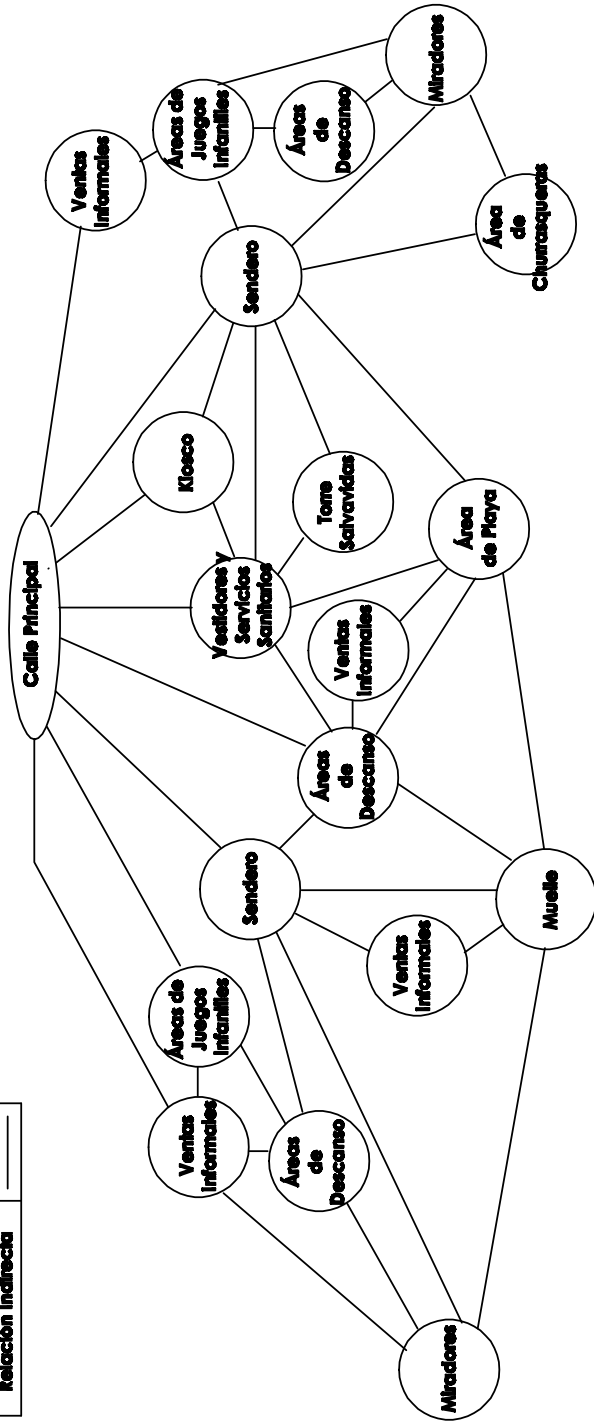 Calle Principal
Ventas
Informales
Áreas de
Juegos
Infantiles
Áreas
de
Descanso
Miradores
Sendero
Área
de
Churrasqueras
Kiosco
Torre
Salvavidas
Vestidores y
Servicios
Sanitarios
Área
de Playa
Ventas
Informales
Áreas
de
Descanso
Sendero
Ventas
Informales
Muelle
Áreas de
Juegos
Infantiles
Ventas
Informales
Áreas
de
Descanso
Miradores
Relación Indirecta